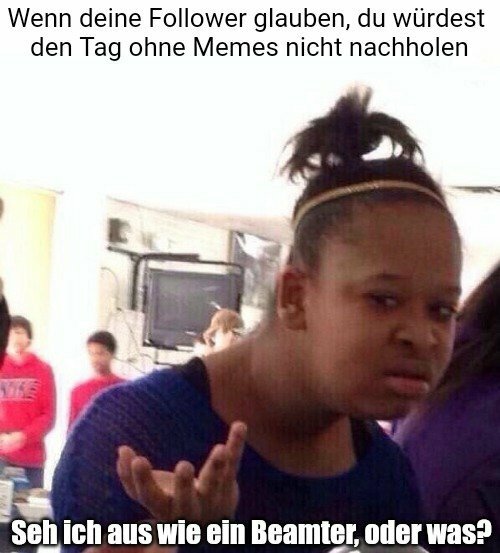 Wenn deine Follower glauben, du würdest
den Tag ohne Memes nicht nachholen
NIKE
Seh ich aus wie ein Beamter, oder was?